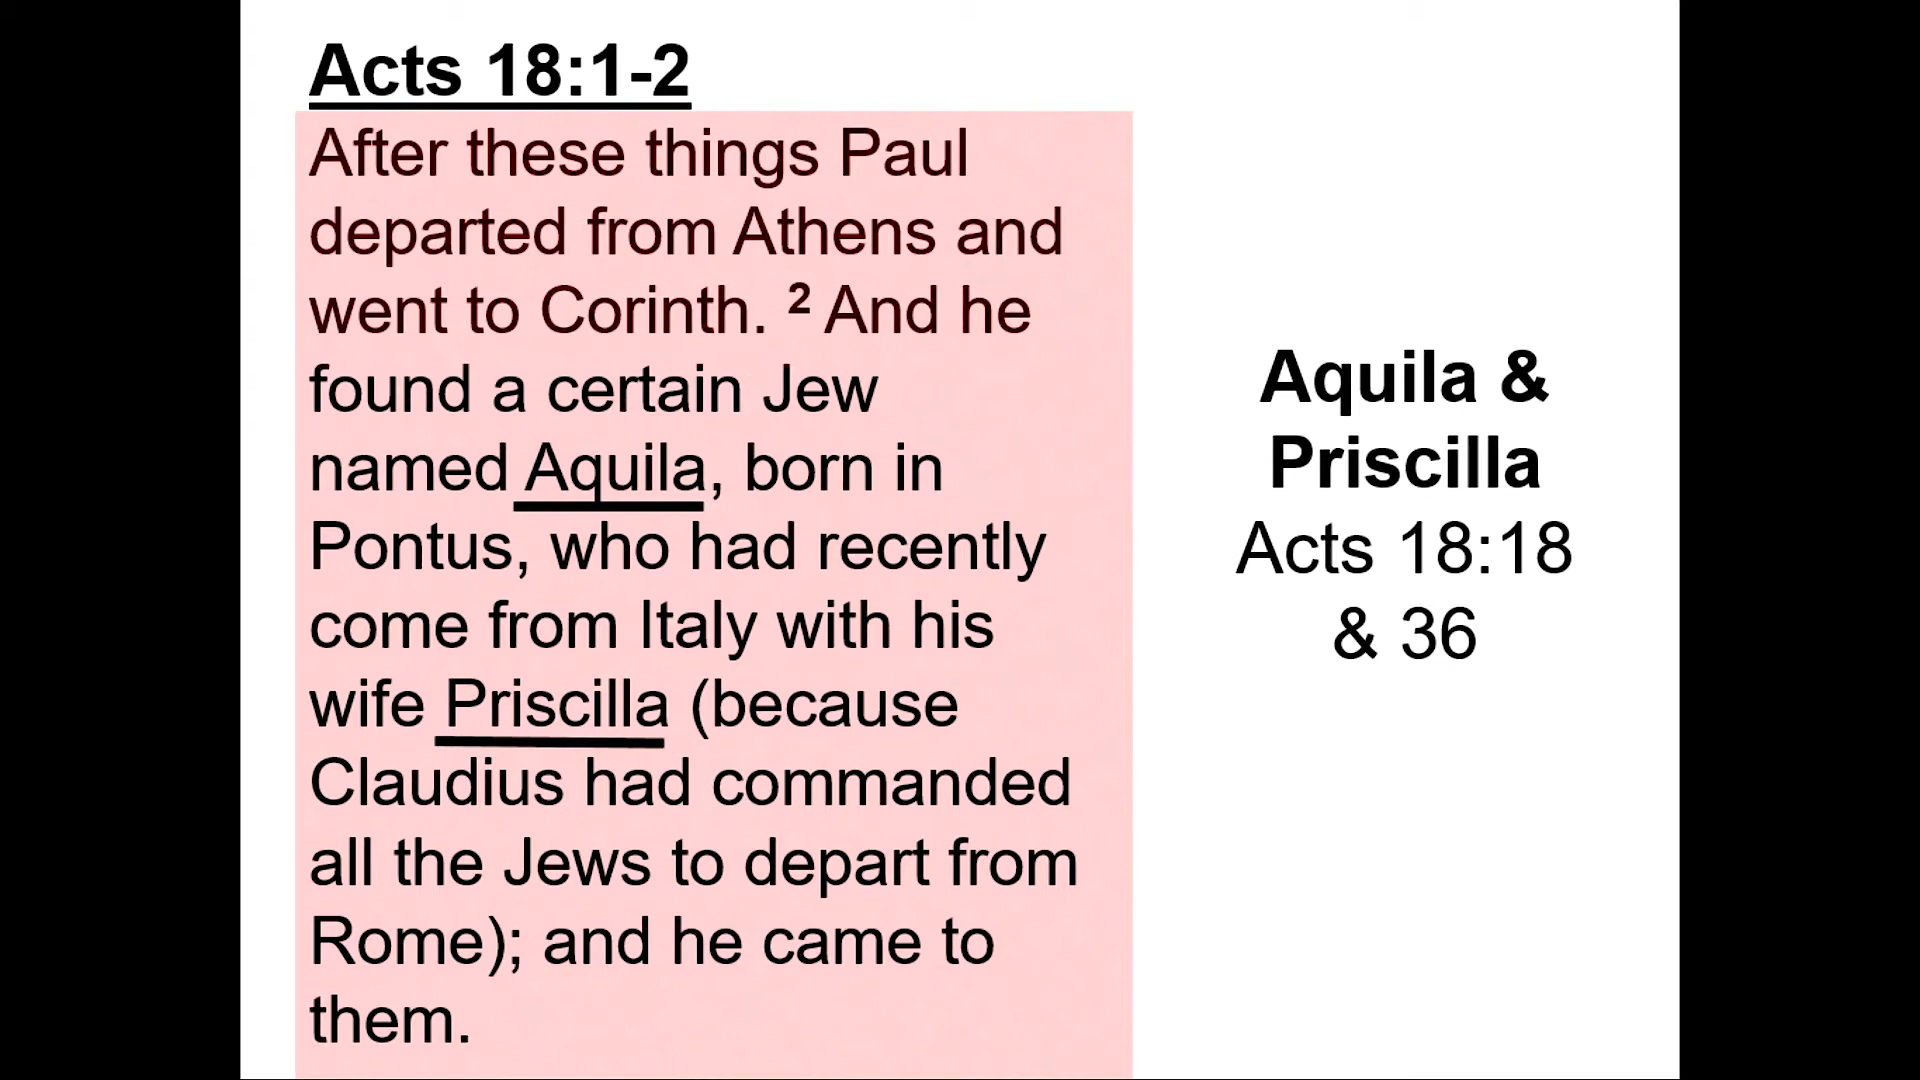 Acts 18:1-2
After these things Paul
departed from Athens and
went to Corinth. ² And he
found a certain Jew
named Aquila, born in
Pontus, who had recently
come from Italy with his
wife Priscilla (because
Claudius had commanded
all the Jews to depart from
Rome); and he came to
them.
Aquila &
Priscilla
Acts 18:18
& 36